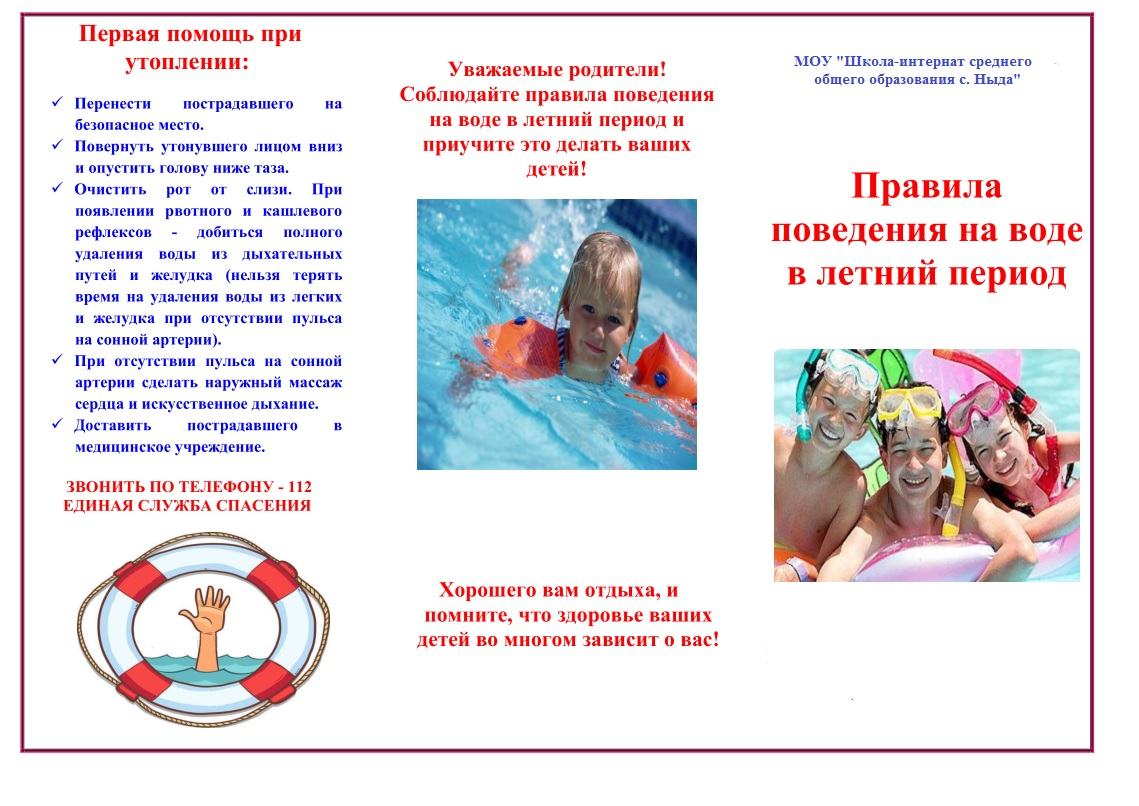 Первая помощь при
утоплении:
Перенести пострадавшего на
безопасное место.
Повернуть утонувшего лицом вниз
и опустить голову ниже таза.
Очистить рот от слизи. При
появлении рвотного и кашлевого
рефлексов - добиться полного
удаления воды из дыхательных
путей и желудка (нельзя терять
время на удаления воды из легких
и желудка при отсутствии пульса
на сонной артерии).
При отсутствии пульса на сонной
артерии сделать наружный массаж
сердца и искусственное дыхание.
Доставить пострадавшего в
медицинское учреждение.
ЗВОНИТЬ ПО ТЕЛЕФОНУ - 112
ЕДИНАЯ СЛУЖБА СПАСЕНИЯ
Уважаемые родители!
Соблюдайте правила поведения
на воде в летний период и
приучите это делать ваших
детей!
Хорошего вам отдыха, и
помните, что здоровье ваших
детей во многом зависит о вас!
МОУ "Школа-интернат среднего
общего образования с. Ныда"
Правила
поведения на воде
в летний период